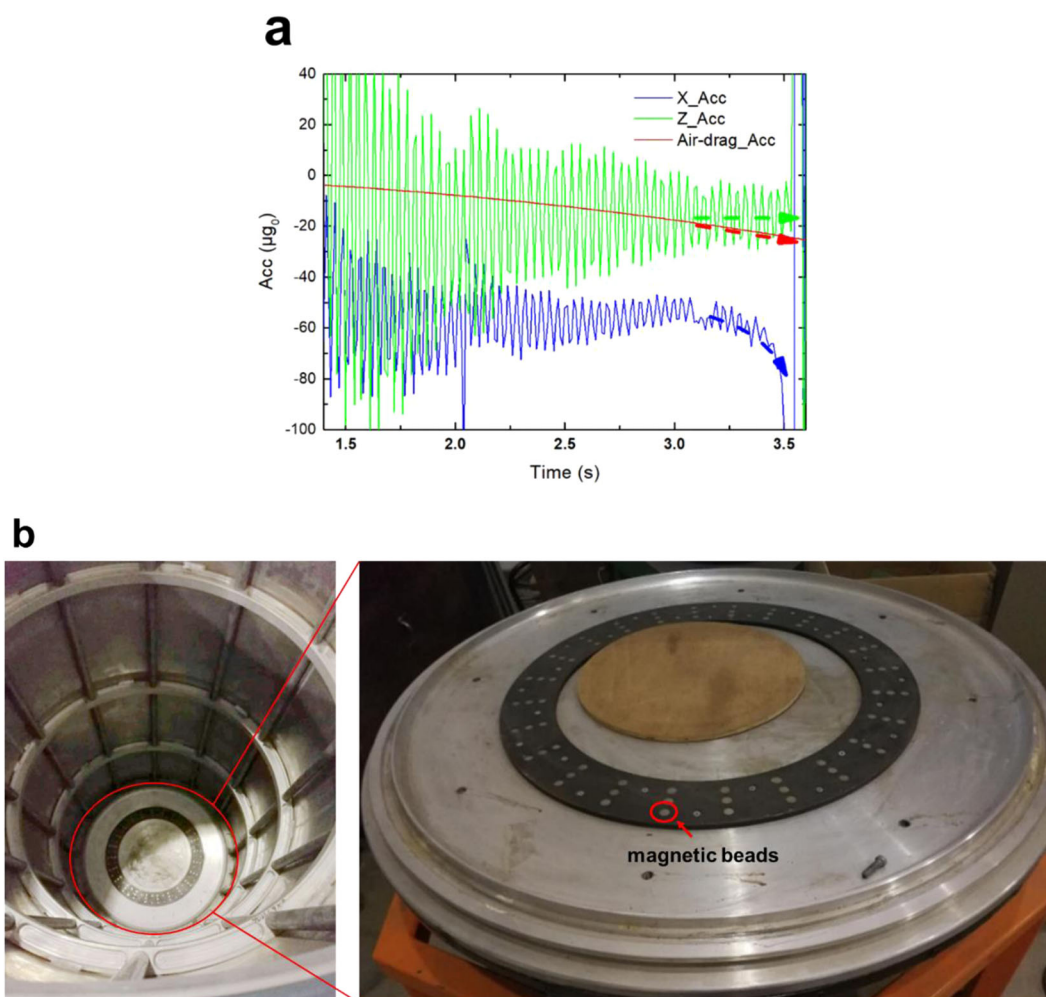 a
40
20
0
-20
-40
-60
-80
-100
Acc (μg₀)
X_Acc
Z_Acc
Air-drag_Acc
1.5 2.0 2.5 3.0 3.5
Time (s)
b
magnetic beads